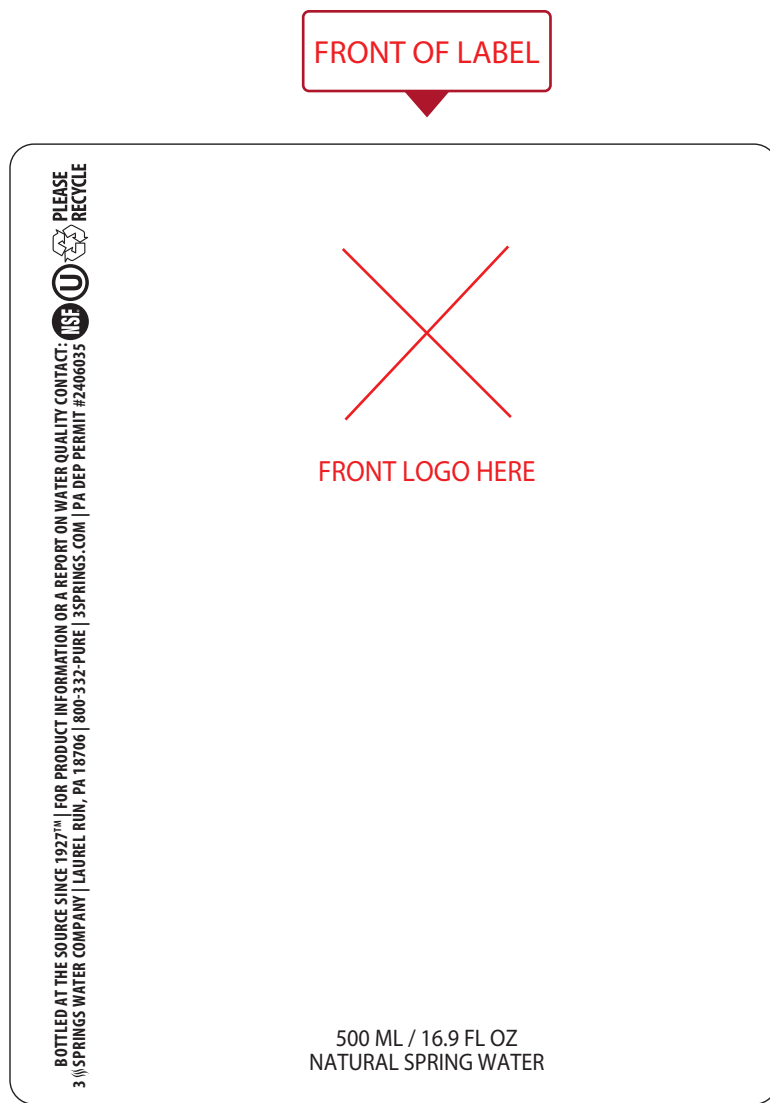 FRONT OF LABEL
BOTTLED AT THE SOURCE SINCE 1927™ | FOR PRODUCT INFORMATION OR A REPORT ON WATER QUALITY CONTACT:
3 SPRINGS WATER COMPANY | LAUREL RUN, PA 18706 | 800-332-PURE | 3SPRINGS.COM | PA DEP PERMIT #2406035
NSF
U
PLEASE
RECYCLE
FRONT LOGO HERE
500 ML / 16.9 FL OZ
NATURAL SPRING WATER